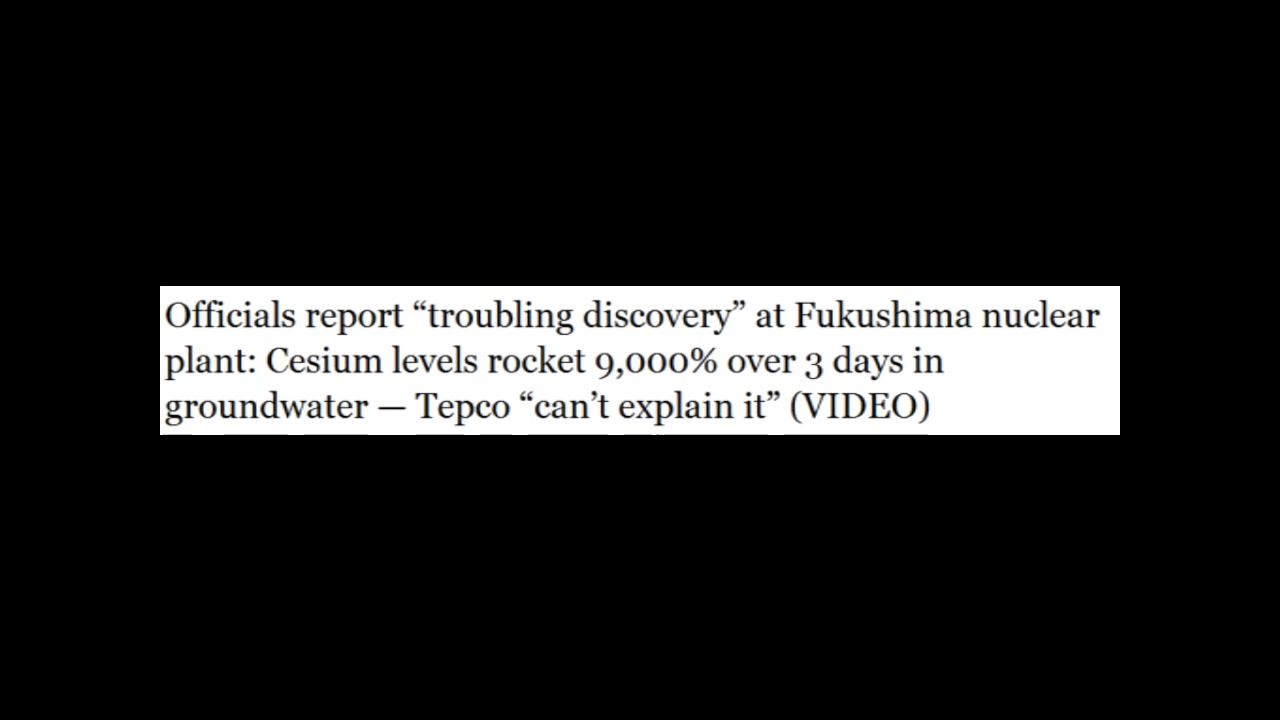 Officials report “troubling discovery” at Fukushima nuclear
plant: Cesium levels rocket 9,000% over 3 days in
groundwater — Tepco “can’t explain it” (VIDEO)